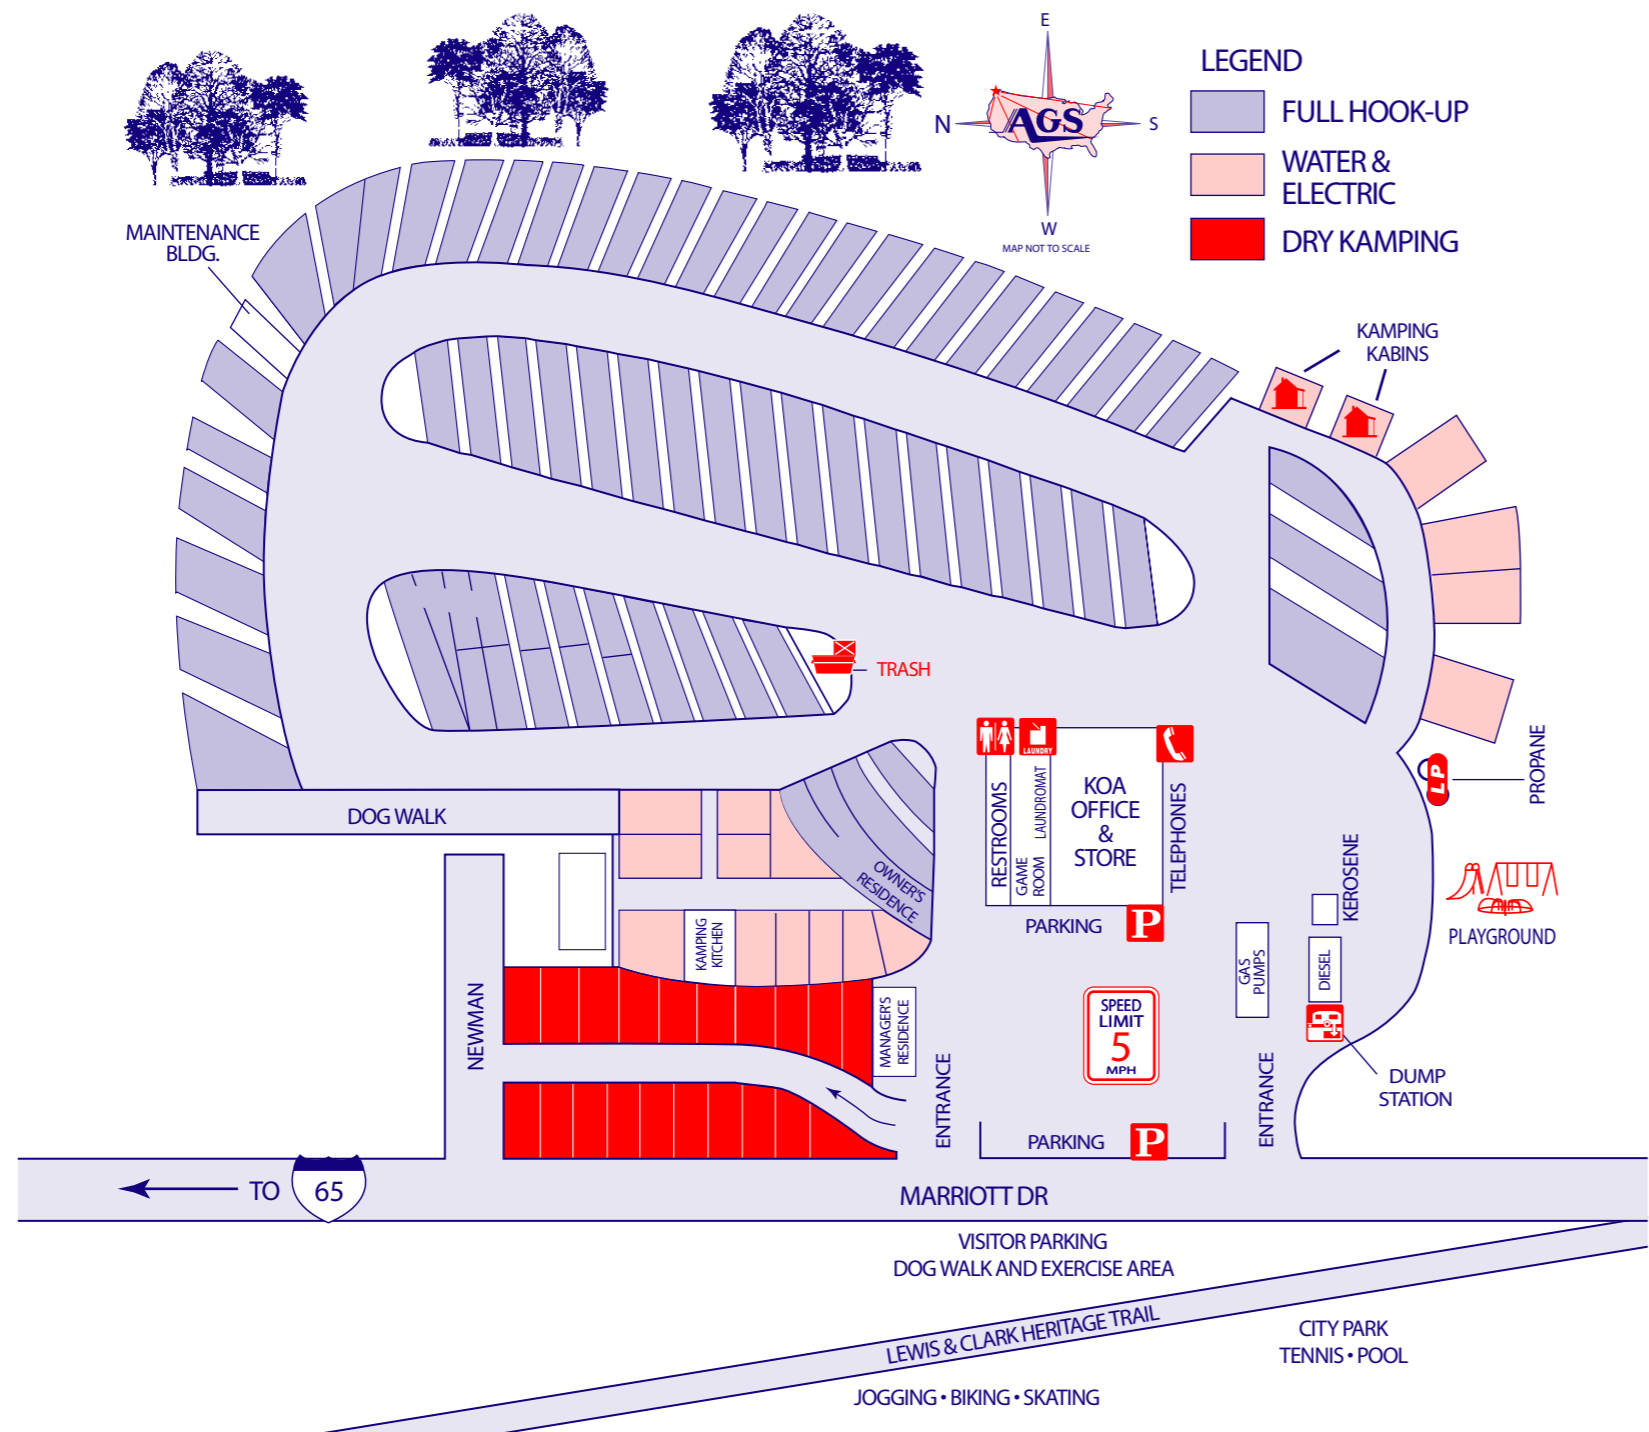 E
N
AGS
S
W
MAP NOT TO SCALE
LEGEND
FULL HOOK-UP
WATER &
ELECTRIC
DRY KAMPING
MAINTENANCE
BLDG.
KAMPING
KABINS
TRASH
LAUNDRY
RESTROOMS
GAME
ROOM
LAUNDROMAT
KOA
OFFICE
&
STORE
TELEPHONES
LP
PROPANE
DOG WALK
OWNER'S
RESIDENCE
KAMPING
KITCHEN
PARKING
P
KEROSENE
GAS
PUMPS
DIESEL
PLAYGROUND
NEWMAN
MANAGER'S
RESIDENCE
SPEED
LIMIT
5
MPH
ENTRANCE
ENTRANCE
DUMP
STATION
PARKING
P
TO
65
MARRIOTT DR
VISITOR PARKING
DOG WALK AND EXERCISE AREA
LEWIS & CLARK HERITAGE TRAIL
CITY PARK
TENNIS • POOL
JOGGING • BIKING • SKATING